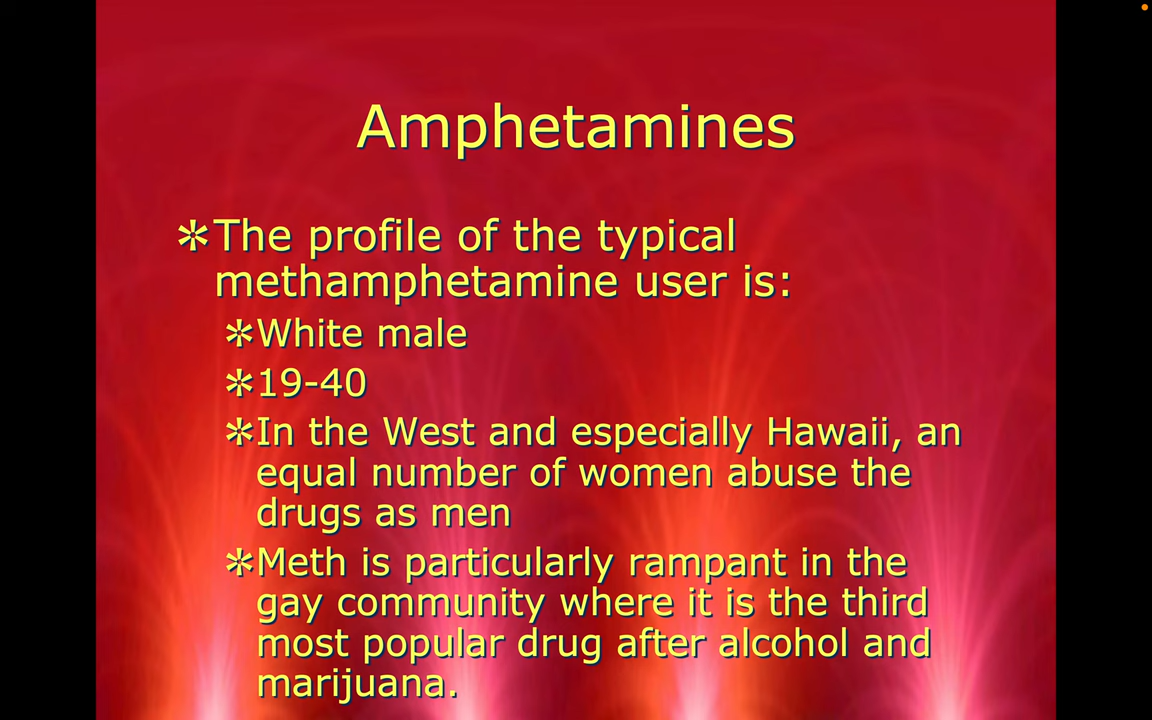 Amphetamines
✲The profile of the typical
methamphetamine user is:
✲White male
✲19-40
✲In the West and especially Hawaii, an
equal number of women abuse the
drugs as men
✲Meth is particularly rampant in the
gay community where it is the third
most popular drug after alcohol and
marijuana.